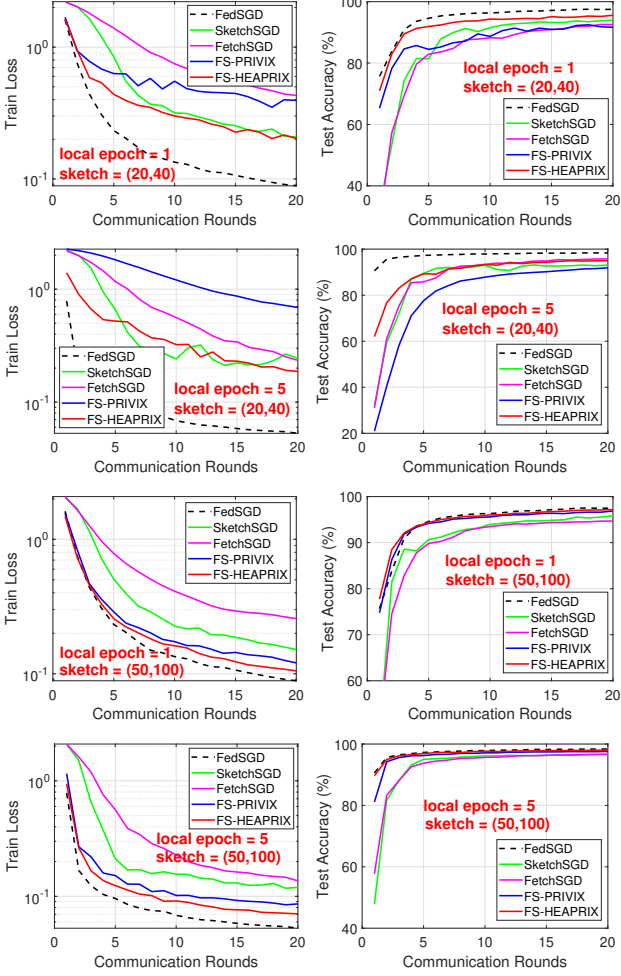 10^0
10^-1
Train Loss
0 5 10 15 20
Communication Rounds
FedSGD
SketchSGD
FetchSGD
FS-PRIVIX
FS-HEAPRIX
local epoch = 1
sketch = (20,40)
100
90
80
70
60
50
40
Test Accuracy (%)
0 5 10 15 20
Communication Rounds
local epoch = 1
sketch = (20,40)
FedSGD
SketchSGD
FetchSGD
FS-PRIVIX
FS-HEAPRIX
10^0
10^-1
Train Loss
0 5 10 15 20
Communication Rounds
FedSGD
SketchSGD
FetchSGD
FS-PRIVIX
FS-HEAPRIX
local epoch = 5
sketch = (20,40)
100
80
60
40
20
Test Accuracy (%)
0 5 10 15 20
Communication Rounds
local epoch = 5
sketch = (20,40)
FedSGD
SketchSGD
FetchSGD
FS-PRIVIX
FS-HEAPRIX
10^0
10^-1
Train Loss
0 5 10 15 20
Communication Rounds
FedSGD
SketchSGD
FetchSGD
FS-PRIVIX
FS-HEAPRIX
local epoch = 1
sketch = (50,100)
100
90
80
70
60
Test Accuracy (%)
0 5 10 15 20
Communication Rounds
local epoch = 1
sketch = (50,100)
FedSGD
SketchSGD
FetchSGD
FS-PRIVIX
FS-HEAPRIX
10^0
10^-1
Train Loss
0 5 10 15 20
Communication Rounds
FedSGD
SketchSGD
FetchSGD
FS-PRIVIX
FS-HEAPRIX
local epoch = 5
sketch = (50,100)
100
80
60
40
Test Accuracy (%)
0 5 10 15 20
Communication Rounds
local epoch = 5
sketch = (50,100)
FedSGD
SketchSGD
FetchSGD
FS-PRIVIX
FS-HEAPRIX